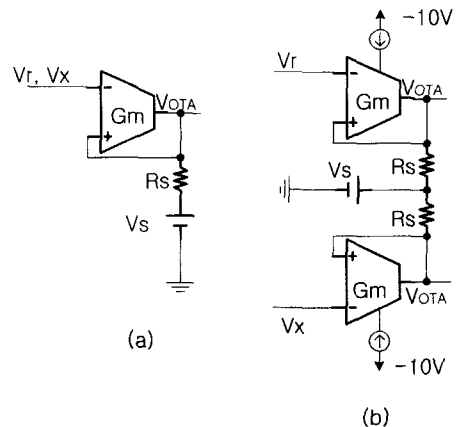 Vr, Vx
-
Gm
+
VOTA
Rs
Vs
(a)
-10V
Vr
-
Gm
+
VOTA
Rs
Vs
Rs
+
Gm
-
VOTA
Vx
-10V
(b)